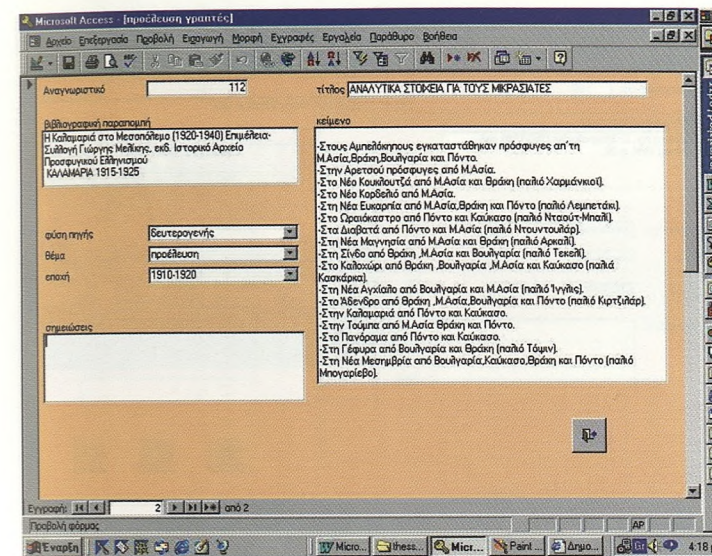 Microsoft Access - [προέλευση γραπτές]
Αρχείο Επεξεργασία Προβολή Εισαγωγή Μορφή Εγγραφές Εργαλεία Παράθυρο Βοήθεια
Αναγνωριστικό 112
τίτλος ΑΝΑΛΥΤΙΚΑ ΣΤΟΙΧΕΙΑ ΓΙΑ ΤΟΥΣ ΜΙΚΡΑΣΙΑΤΕΣ
βιβλιογραφική παραπομπή
Η Καλαμαριά στο Μεσοπόλεμο (1920-1940) Επιμέλεια-
Συλλογή Γιώργης Μελίκης, εκδ. Ιστορικό Αρχείο
Προσφυγικού Ελληνισμού
ΚΑΛΑΜΑΡΙΑ 1915-1925
φύση πηγής δευτερογενής
θέμα προέλευση
εποχή 1910-1920
σημειώσεις
κείμενο
-Στους Αμπελόκηπους εγκαταστάθηκαν πρόσφυγες απ΄τη
Μ.Ασία,Θράκη,Βουλγαρία και Πόντο.
-Στην Αρετσού πρόσφυγες από Μ.Ασία.
-Στο Νέο Κουκλουτζά από Μ.Ασία και Θράκη (παλιό Χαρμάνκιοϊ).
-Στο Νέο Κορδελιό από Μ.Ασία.
-Στη Νέα Ευκαρπία από Μ.Ασία,Θράκη και Πόντο (παλιό Λεμπετάκι).
-Στο Ωραιόκαστρο από Πόντο και Καύκασο (παλιό Νταούτ-Μπαλί).
-Στα Διαβατά από Πόντο και Μ.Ασία (παλιό Ντουντουλάρ).
-Στη Νέα Μαγνησία από Μ.Ασία και Θράκη (παλιό Αρκαλί).
-Στη Σίνδο από Θράκη ,Μ.Ασία και Βουλγαρία (παλιό Τεκελί).
-Στο Καλοχώρι από Θράκη ,Βουλγαρία ,Μ.Ασία και Καύκασο (παλιά
Κασκάρκα).
-Στη Νέα Αγχίαλο από Βουλγαρία και Μ.Ασία (παλιό Ίγγλις).
-Στο Άδενδρο από Θράκη ,Μ.Ασία,Βουλγαρία και Πόντο (παλιό Κιρτζιλάρ).
-Στην Καλαμαριά από Πόντο και Καύκασο.
-Στην Τούμπα από Μ.Ασία Θράκη και Πόντο.
-Στο Πανόραμα από Πόντο και Καύκασο.
-Στη Γέφυρα από Βουλγαρία και Θράκη (παλιό Τόψιν).
-Στη Νέα Μεσημβρία από Βουλγαρία,Καύκασο,Θράκη και Πόντο (παλιό
Μπουγαρίεβο).
Εγγραφή: 2 από 2
Προβολή φόρμας AP
Έναρξη Micro... thess... Micr... Paint ... Δημο... Gr 4:18